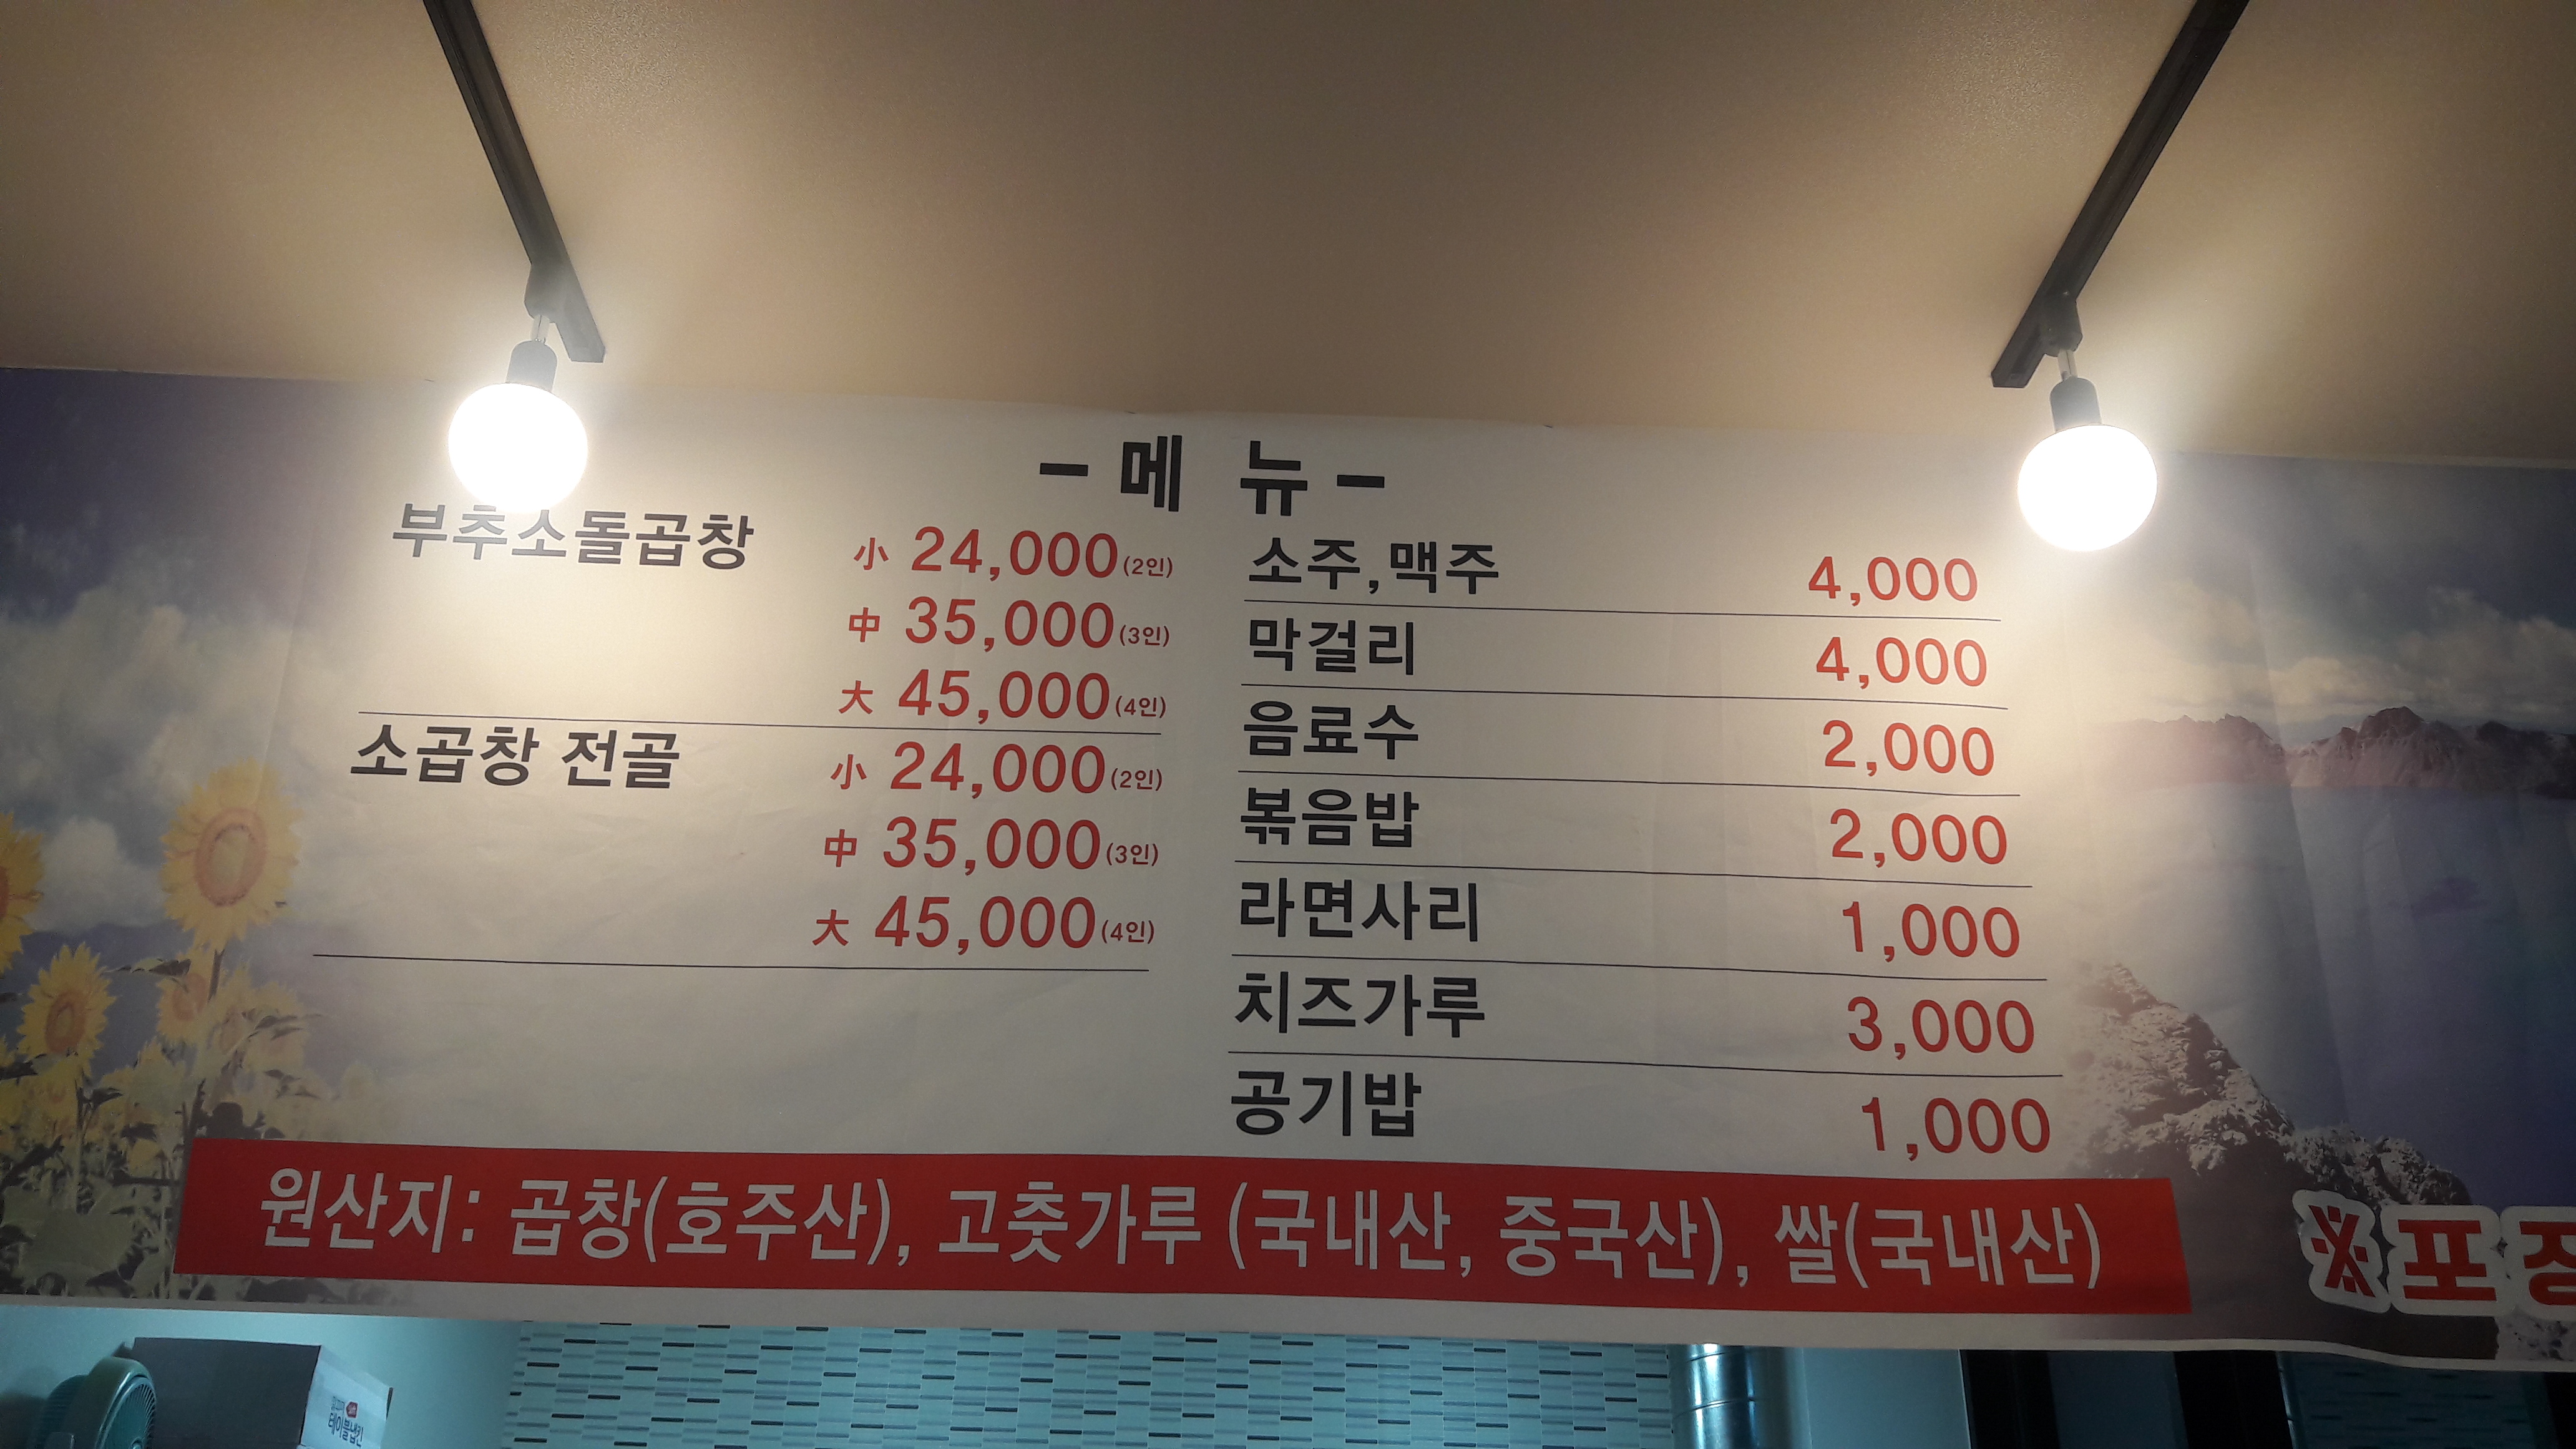 - 메 뉴 -
부추소돌곱창 小 24,000(2인)
中 35,000(3인)
大 45,000(4인)
소곱창 전골 小 24,000(2인)
中 35,000(3인)
大 45,000(4인)
소주,맥주 4,000
막걸리 4,000
음료수 2,000
볶음밥 2,000
라면사리 1,000
치즈가루 3,000
공기밥 1,000
원산지: 곱창(호주산), 고춧가루 (국내산, 중국산), 쌀(국내산)
※포
테이블냅킨